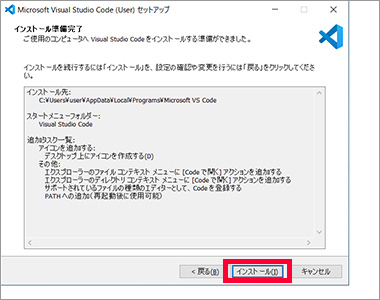 Microsoft Visual Studio Code (User) セットアップ
インストール準備完了
ご使用のコンピュータへ Visual Studio Code をインストールする準備ができました。
インストールを続行するには「インストール」を、設定の確認や変更を行うには「戻る」をクリックしてください。
インストール先:
C:¥Users¥user¥AppData¥Local¥Programs¥Microsoft VS Code
スタートメニューフォルダー:
Visual Studio Code
追加タスク一覧:
アイコンを追加する:
デスクトップ上にアイコンを作成する(D)
その他:
エクスプローラーのファイル コンテキスト メニューに [Code で開く] アクションを追加する
エクスプローラーのディレクトリ コンテキスト メニューに [Code で開く] アクションを追加する
サポートされているファイルの種類のエディターとして、Code を登録する
PATH への追加（再起動後に使用可能）
< 戻る(B)
インストール(I)
キャンセル